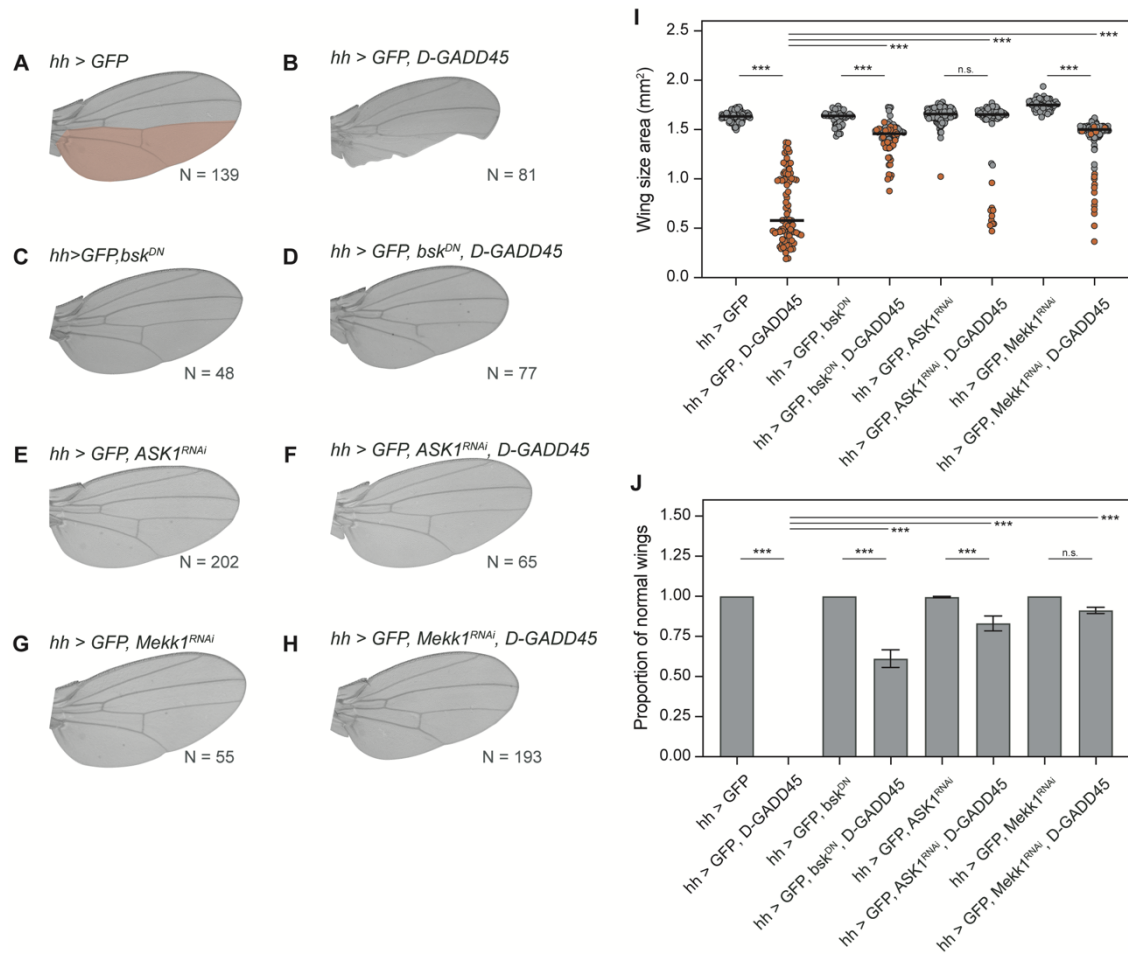 A hh > GFP
N = 139
B hh > GFP, D-GADD45
N = 81
C hh>GFP,bsk^DN
N = 48
D hh > GFP, bsk^DN, D-GADD45
N = 77
E hh > GFP, ASK1^RNAi
N = 202
F hh > GFP, ASK1^RNAi, D-GADD45
N = 65
G hh > GFP, Mekk1^RNAi
N = 55
H hh > GFP, Mekk1^RNAi, D-GADD45
N = 193
I
Wing size area (mm²)
2.5
2.0
1.5
1.0
0.5
0.0
***
***
***
*** *** n.s. ***
hh > GFP
hh > GFP, D-GADD45
hh > GFP, bsk^DN
hh > GFP, bsk^DN, D-GADD45
hh > GFP, ASK1^RNAi
hh > GFP, ASK1^RNAi, D-GADD45
hh > GFP, Mekk1^RNAi
hh > GFP, Mekk1^RNAi, D-GADD45
J
Proportion of normal wings
1.50
1.25
1.00
0.75
0.50
0.25
0.00
***
***
***
*** *** *** n.s.
hh > GFP
hh > GFP, D-GADD45
hh > GFP, bsk^DN
hh > GFP, bsk^DN, D-GADD45
hh > GFP, ASK1^RNAi
hh > GFP, ASK1^RNAi, D-GADD45
hh > GFP, Mekk1^RNAi
hh > GFP, Mekk1^RNAi, D-GADD45